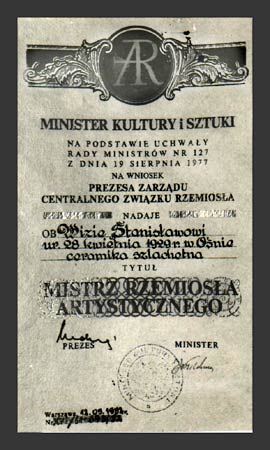 AR
MINISTER KULTURY i SZTUKI
NA PODSTAWIE UCHWAŁY
RADY MINISTRÓW NR 127
Z DNIA 19 SIERPNIA 1977
NA WNIOSEK
PREZESA ZARZĄDU
CENTRALNEGO ZWIĄZKU RZEMIOSŁA
NADAJE
OB Wizie Stanisławowi
ur. 28 kwietnia 1929 r. w Ośnie
ceramika szlachetna
TYTUŁ
MISTRZ RZEMIOSŁA
ARTYSTYCZNEGO
PREZES MINISTER
Warszawa,
Nr